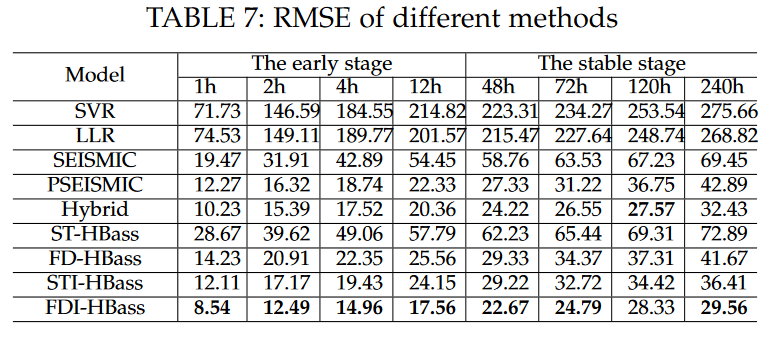 TABLE 7: RMSE of different methods
Model The early stage The stable stage
1h 2h 4h 12h 48h 72h 120h 240h
SVR 71.73 146.59 184.55 214.82 223.31 234.27 253.54 275.66
LLR 74.53 149.11 189.77 201.57 215.47 227.64 248.74 268.82
SEISMIC 19.47 31.91 42.89 54.45 58.76 63.53 67.23 69.45
PSEISMIC 12.27 16.32 18.74 22.33 27.33 31.22 36.75 42.89
Hybrid 10.23 15.39 17.52 20.36 24.22 26.55 27.57 32.43
ST-HBass 28.67 39.62 49.06 57.79 62.23 65.44 69.31 72.89
FD-HBass 14.23 20.91 22.35 25.56 29.33 34.37 37.31 41.67
STI-HBass 12.11 17.17 19.43 24.15 29.22 32.72 34.42 36.41
FDI-HBass 8.54 12.49 14.96 17.56 22.67 24.79 28.33 29.56